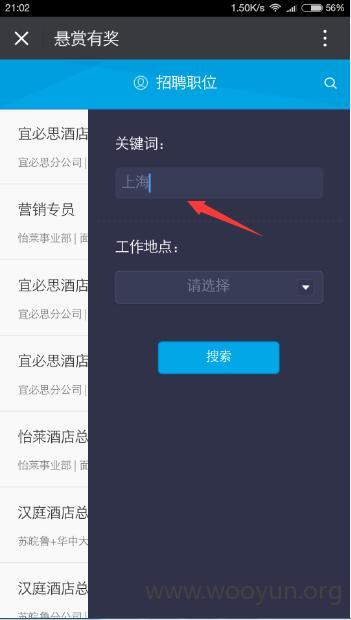 21:02
1.50K/s
56%
悬赏有奖
招聘职位
宜必思酒店
宜必思分公司 |
营销专员
怡莱事业部 | 面
宜必思酒店
宜必思分公司 |
宜必思酒店
宜必思分公司 |
怡莱酒店总
怡莱事业部 | 面
汉庭酒店总
苏皖鲁+华中大
汉庭酒店总
苏皖鲁分公司 |
关键词：
上海
工作地点：
请选择
搜索
www.wooyun.org